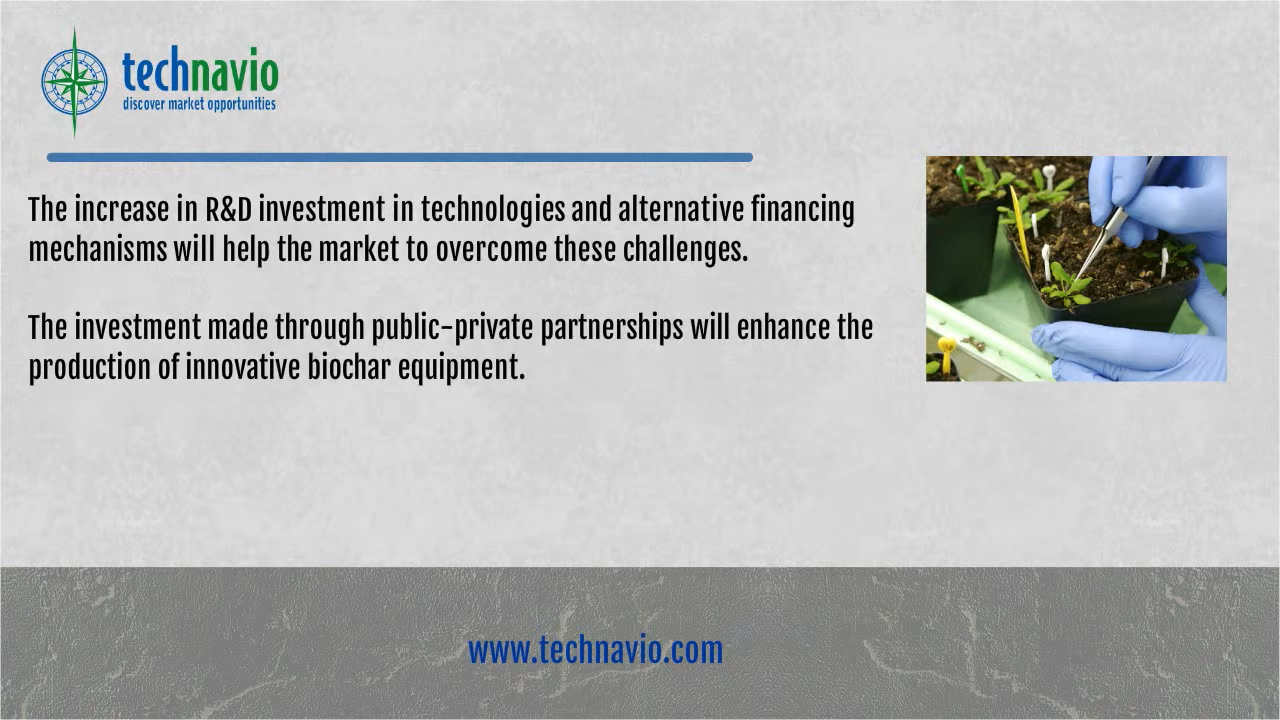 technavio
discover market opportunities
The increase in R&D investment in technologies and alternative financing
mechanisms will help the market to overcome these challenges.
The investment made through public-private partnerships will enhance the
production of innovative biochar equipment.
www.technavio.com